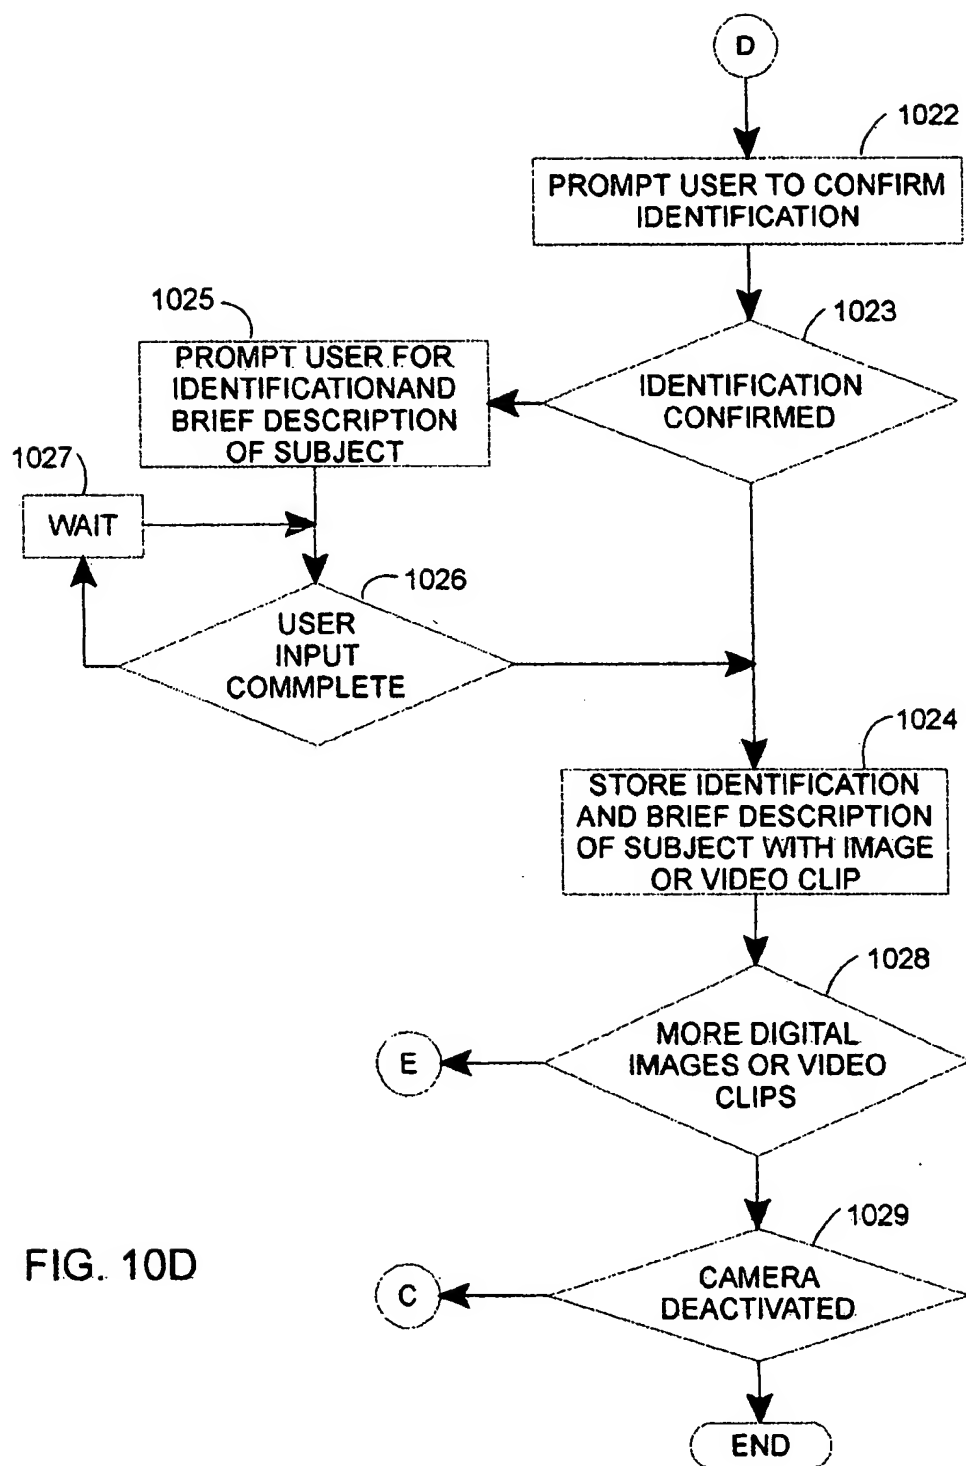 D
1022
PROMPT USER TO CONFIRM
IDENTIFICATION
1023
IDENTIFICATION
CONFIRMED
1025
PROMPT USER FOR
IDENTIFICATIONAND
BRIEF DESCRIPTION
OF SUBJECT
1027
WAIT
1026
USER
INPUT
COMMPLETE
1024
STORE IDENTIFICATION
AND BRIEF DESCRIPTION
OF SUBJECT WITH IMAGE
OR VIDEO CLIP
1028
MORE DIGITAL
IMAGES OR VIDEO
CLIPS
E
1029
CAMERA
DEACTIVATED
C
FIG. 10D
END